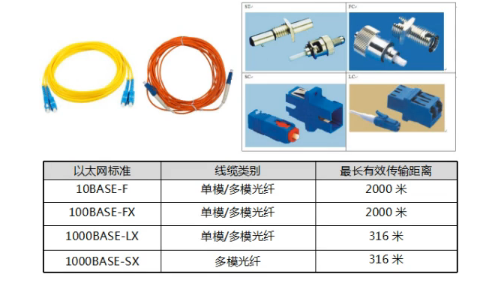 ST
FC
SC
LC
以太网标准 线缆类别 最长有效传输距离
10BASE-F 单模/多模光纤 2000 米
100BASE-FX 单模/多模光纤 2000 米
1000BASE-LX 单模/多模光纤 316 米
1000BASE-SX 多模光纤 316 米